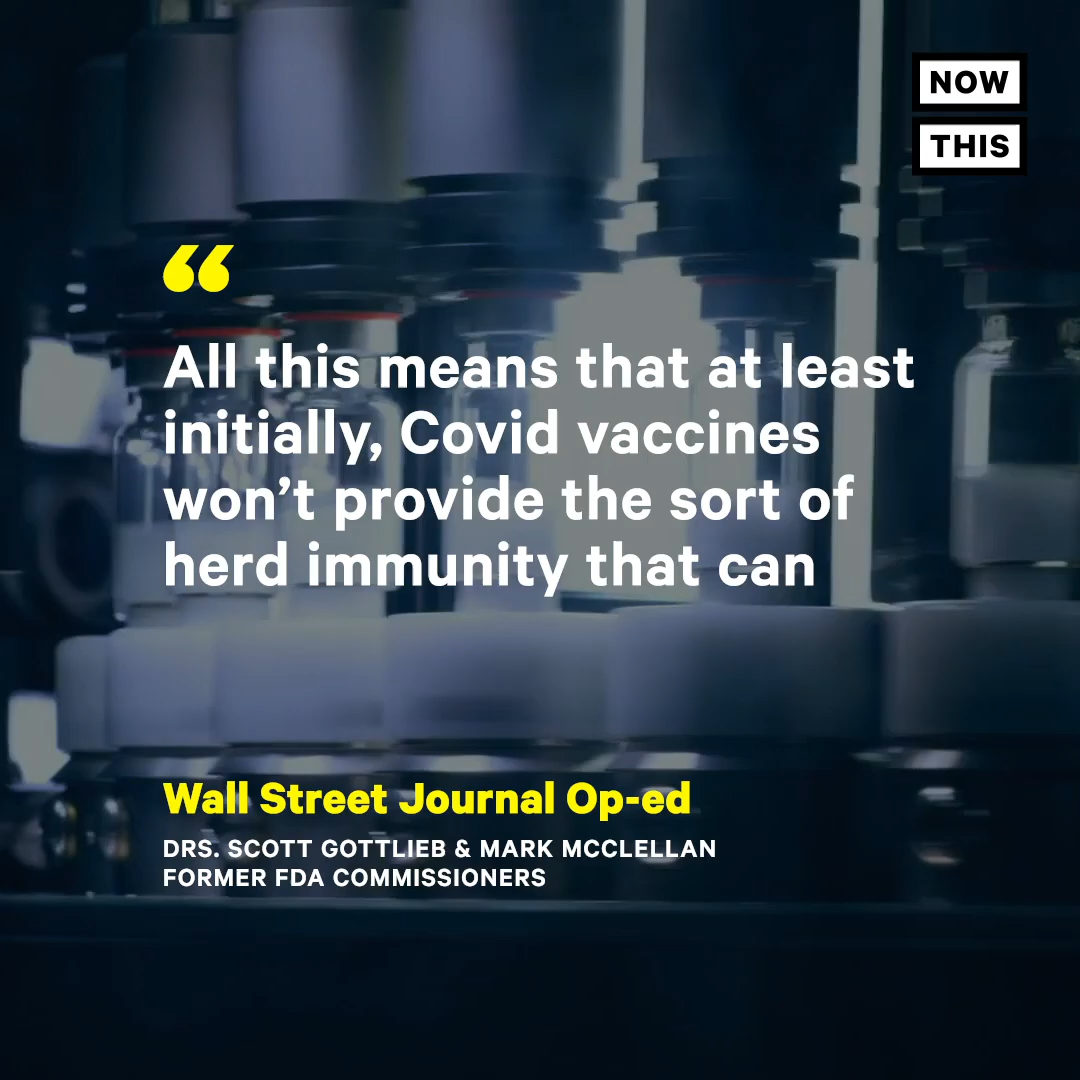 NOW
THIS
“
All this means that at least
initially, Covid vaccines
won’t provide the sort of
herd immunity that can
Wall Street Journal Op-ed
DRS. SCOTT GOTTLIEB & MARK MCCLELLAN
FORMER FDA COMMISSIONERS